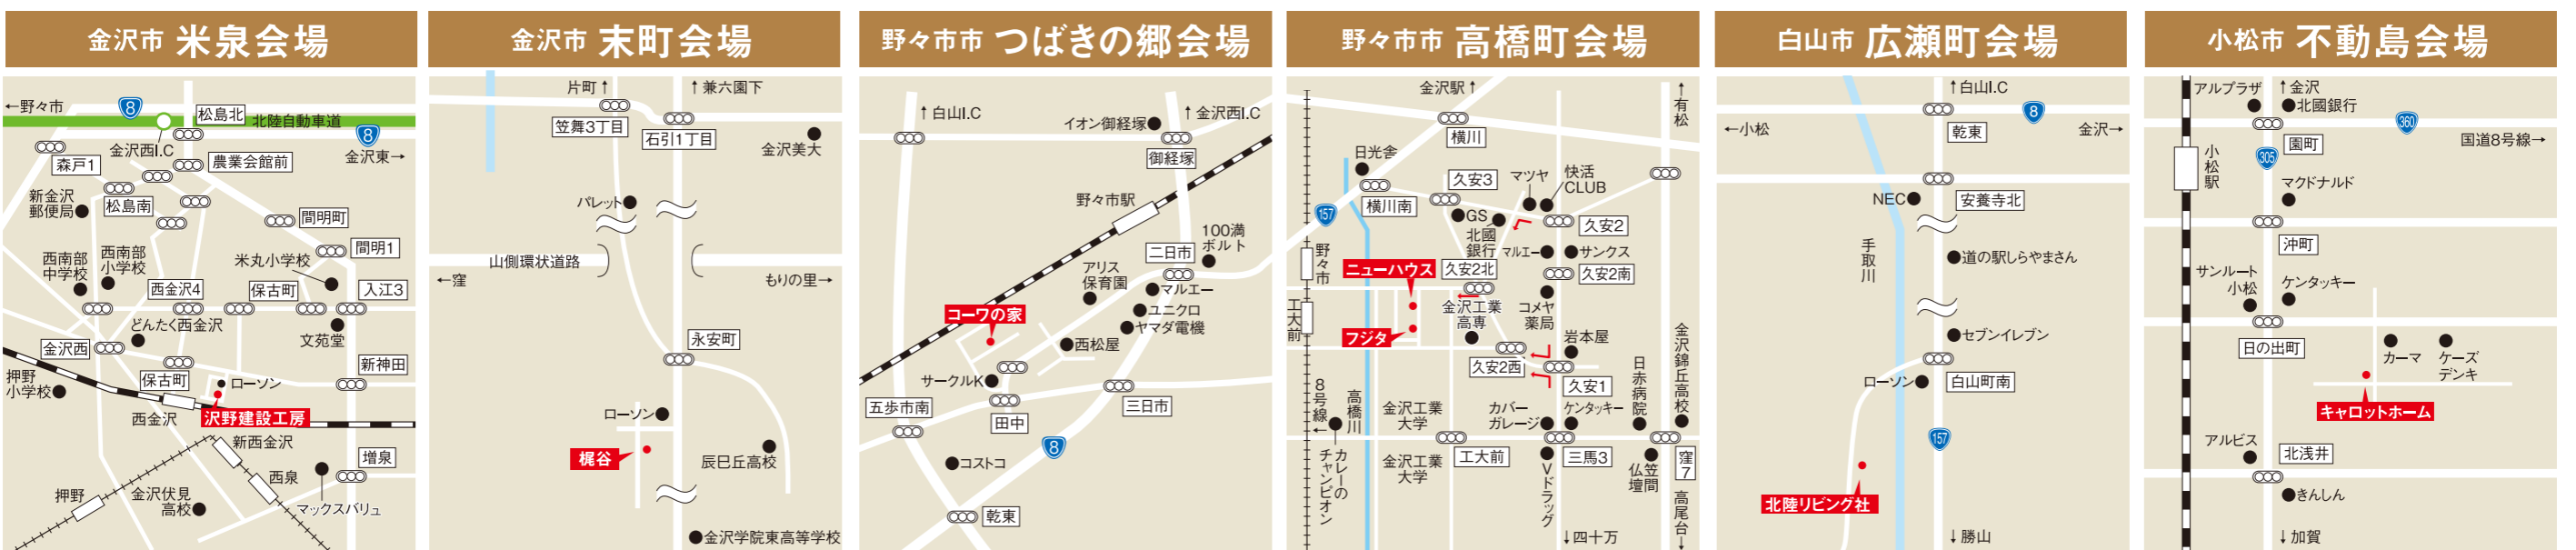 金沢市 米泉会場
←野々市
8
松島北
北陸自動車道
8
金沢西I.C
金沢東→
森戸1
農業会館前
新金沢
郵便局
松島南
間明町
間明1
西南部
中学校
西南部
小学校
米丸小学校
西金沢4
保古町
入江3
どんたく西金沢
文苑堂
金沢西
新神田
保古町
ローソン
押野
小学校
西金沢
沢野建設工房
新西金沢
増泉
西泉
押野
金沢伏見
高校
マックスバリュ
金沢市 末町会場
片町↑
↑兼六園下
笠舞3丁目
石引1丁目
金沢美大
パレット
山側環状道路
←窪
もりの里→
永安町
ローソン
梶谷
辰巳丘高校
金沢学院東高等学校
野々市市 つばきの郷会場
↑白山I.C
イオン御経塚
↑金沢西I.C
御経塚
野々市駅
100満
ボルト
二日市
アリス
保育園
マルエー
コーワの家
ユニクロ
ヤマダ電機
西松屋
サークルK
五歩市南
田中
三日市
8
コストコ
乾東
野々市市 高橋町会場
金沢駅↑
↑有松
横川
日光舎
久安3
マツヤ
快活
CLUB
横川南
157
GS
久安2
北國
銀行
マルエー
サンクス
野々市
ニューハウス
久安2北
久安2南
工大前
金沢工業
高専
コメヤ
薬局
フジタ
岩本屋
金沢錦丘高校
久安2西
久安1
日赤病院
8号線←
高橋川
金沢工業
大学
カバー
ガレージ
ケンタッキー
カレーの
チャンピオン
金沢工業
大学
工大前
三馬3
Vドラッグ
笠間
仏壇
窪7
高尾台→
↓四十万
白山市 広瀬町会場
↑白山I.C
8
←小松
乾東
金沢→
NEC
安養寺北
手取川
道の駅しらやまさん
セブンイレブン
ローソン
白山町南
157
北陸リビング社
↓勝山
小松市 不動島会場
アルプラザ
↑金沢
北國銀行
360
園町
国道8号線→
小松駅
305
マクドナルド
沖町
サンルート
小松
ケンタッキー
日の出町
カーマ
ケーズ
デンキ
キャロットホーム
アルビス
北浅井
きんしん
↓加賀